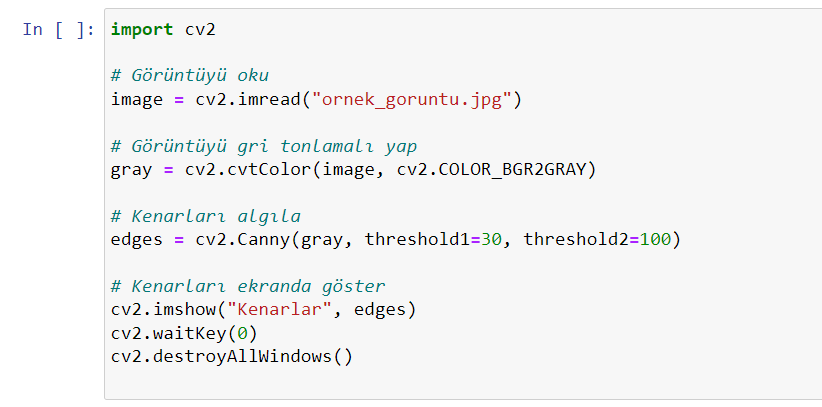 In [ ]: import cv2
# Görüntüyü oku
image = cv2.imread("ornek_goruntu.jpg")
# Görüntüyü gri tonlamalı yap
gray = cv2.cvtColor(image, cv2.COLOR_BGR2GRAY)
# Kenarları algıla
edges = cv2.Canny(gray, threshold1=30, threshold2=100)
# Kenarları ekranda göster
cv2.imshow("Kenarlar", edges)
cv2.waitKey(0)
cv2.destroyAllWindows()